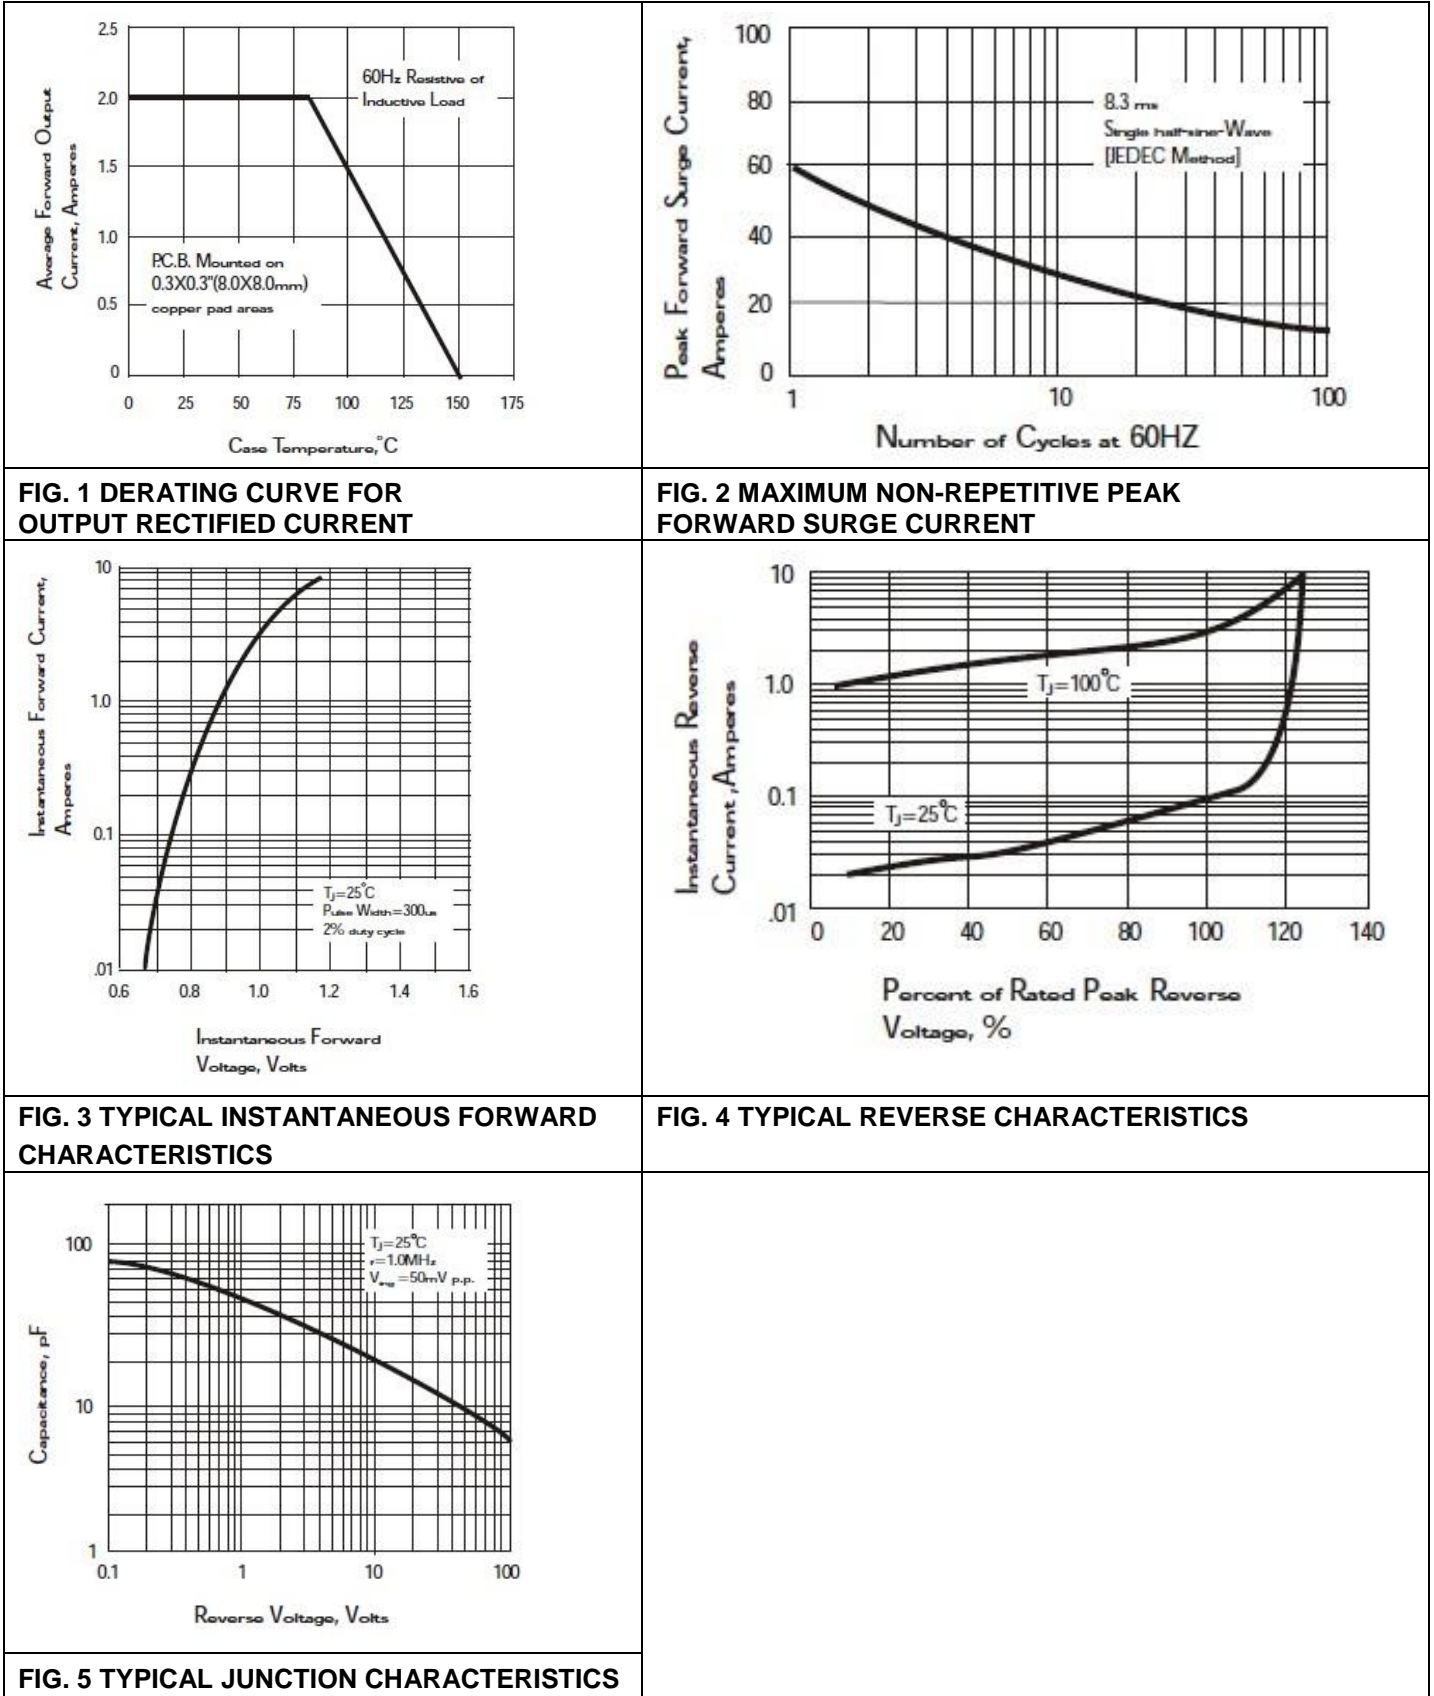 2.5
2.0
1.5
1.0
0.5
0
Average Forward Output
Current, Amperes
60Hz Resistive of
Inductive Load
P.C.B. Mounted on
0.3X0.3"(8.0X8.0mm)
copper pad areas
0 25 50 75 100 125 150 175
Case Temperature,°C
100
80
60
40
20
0
Peak Forward Surge Current,
Amperes
8.3 ms
Single half-sine-Wave
[JEDEC Method]
1 10 100
Number of Cycles at 60HZ
FIG. 1 DERATING CURVE FOR
OUTPUT RECTIFIED CURRENT
FIG. 2 MAXIMUM NON-REPETITIVE PEAK
FORWARD SURGE CURRENT
10
1.0
0.1
.01
Instantaneous Forward Current,
Amperes
TJ=25°C
Pulse Width=300us
2% duty cycle
0.6 0.8 1.0 1.2 1.4 1.6
Instantaneous Forward
Voltage, Volts
10
1.0
0.1
.01
Instantaneous Reverse
Current ,Amperes
TJ=100°C
TJ=25°C
0 20 40 60 80 100 120 140
Percent of Rated Peak Reverse
Voltage, %
FIG. 3 TYPICAL INSTANTANEOUS FORWARD
CHARACTERISTICS
FIG. 4 TYPICAL REVERSE CHARACTERISTICS
100
10
1
Capacitance, pF
TJ=25°C
f=1.0MHz
=50mV p.p.
0.1 1 10 100
Reverse Voltage, Volts
FIG. 5 TYPICAL JUNCTION CHARACTERISTICS